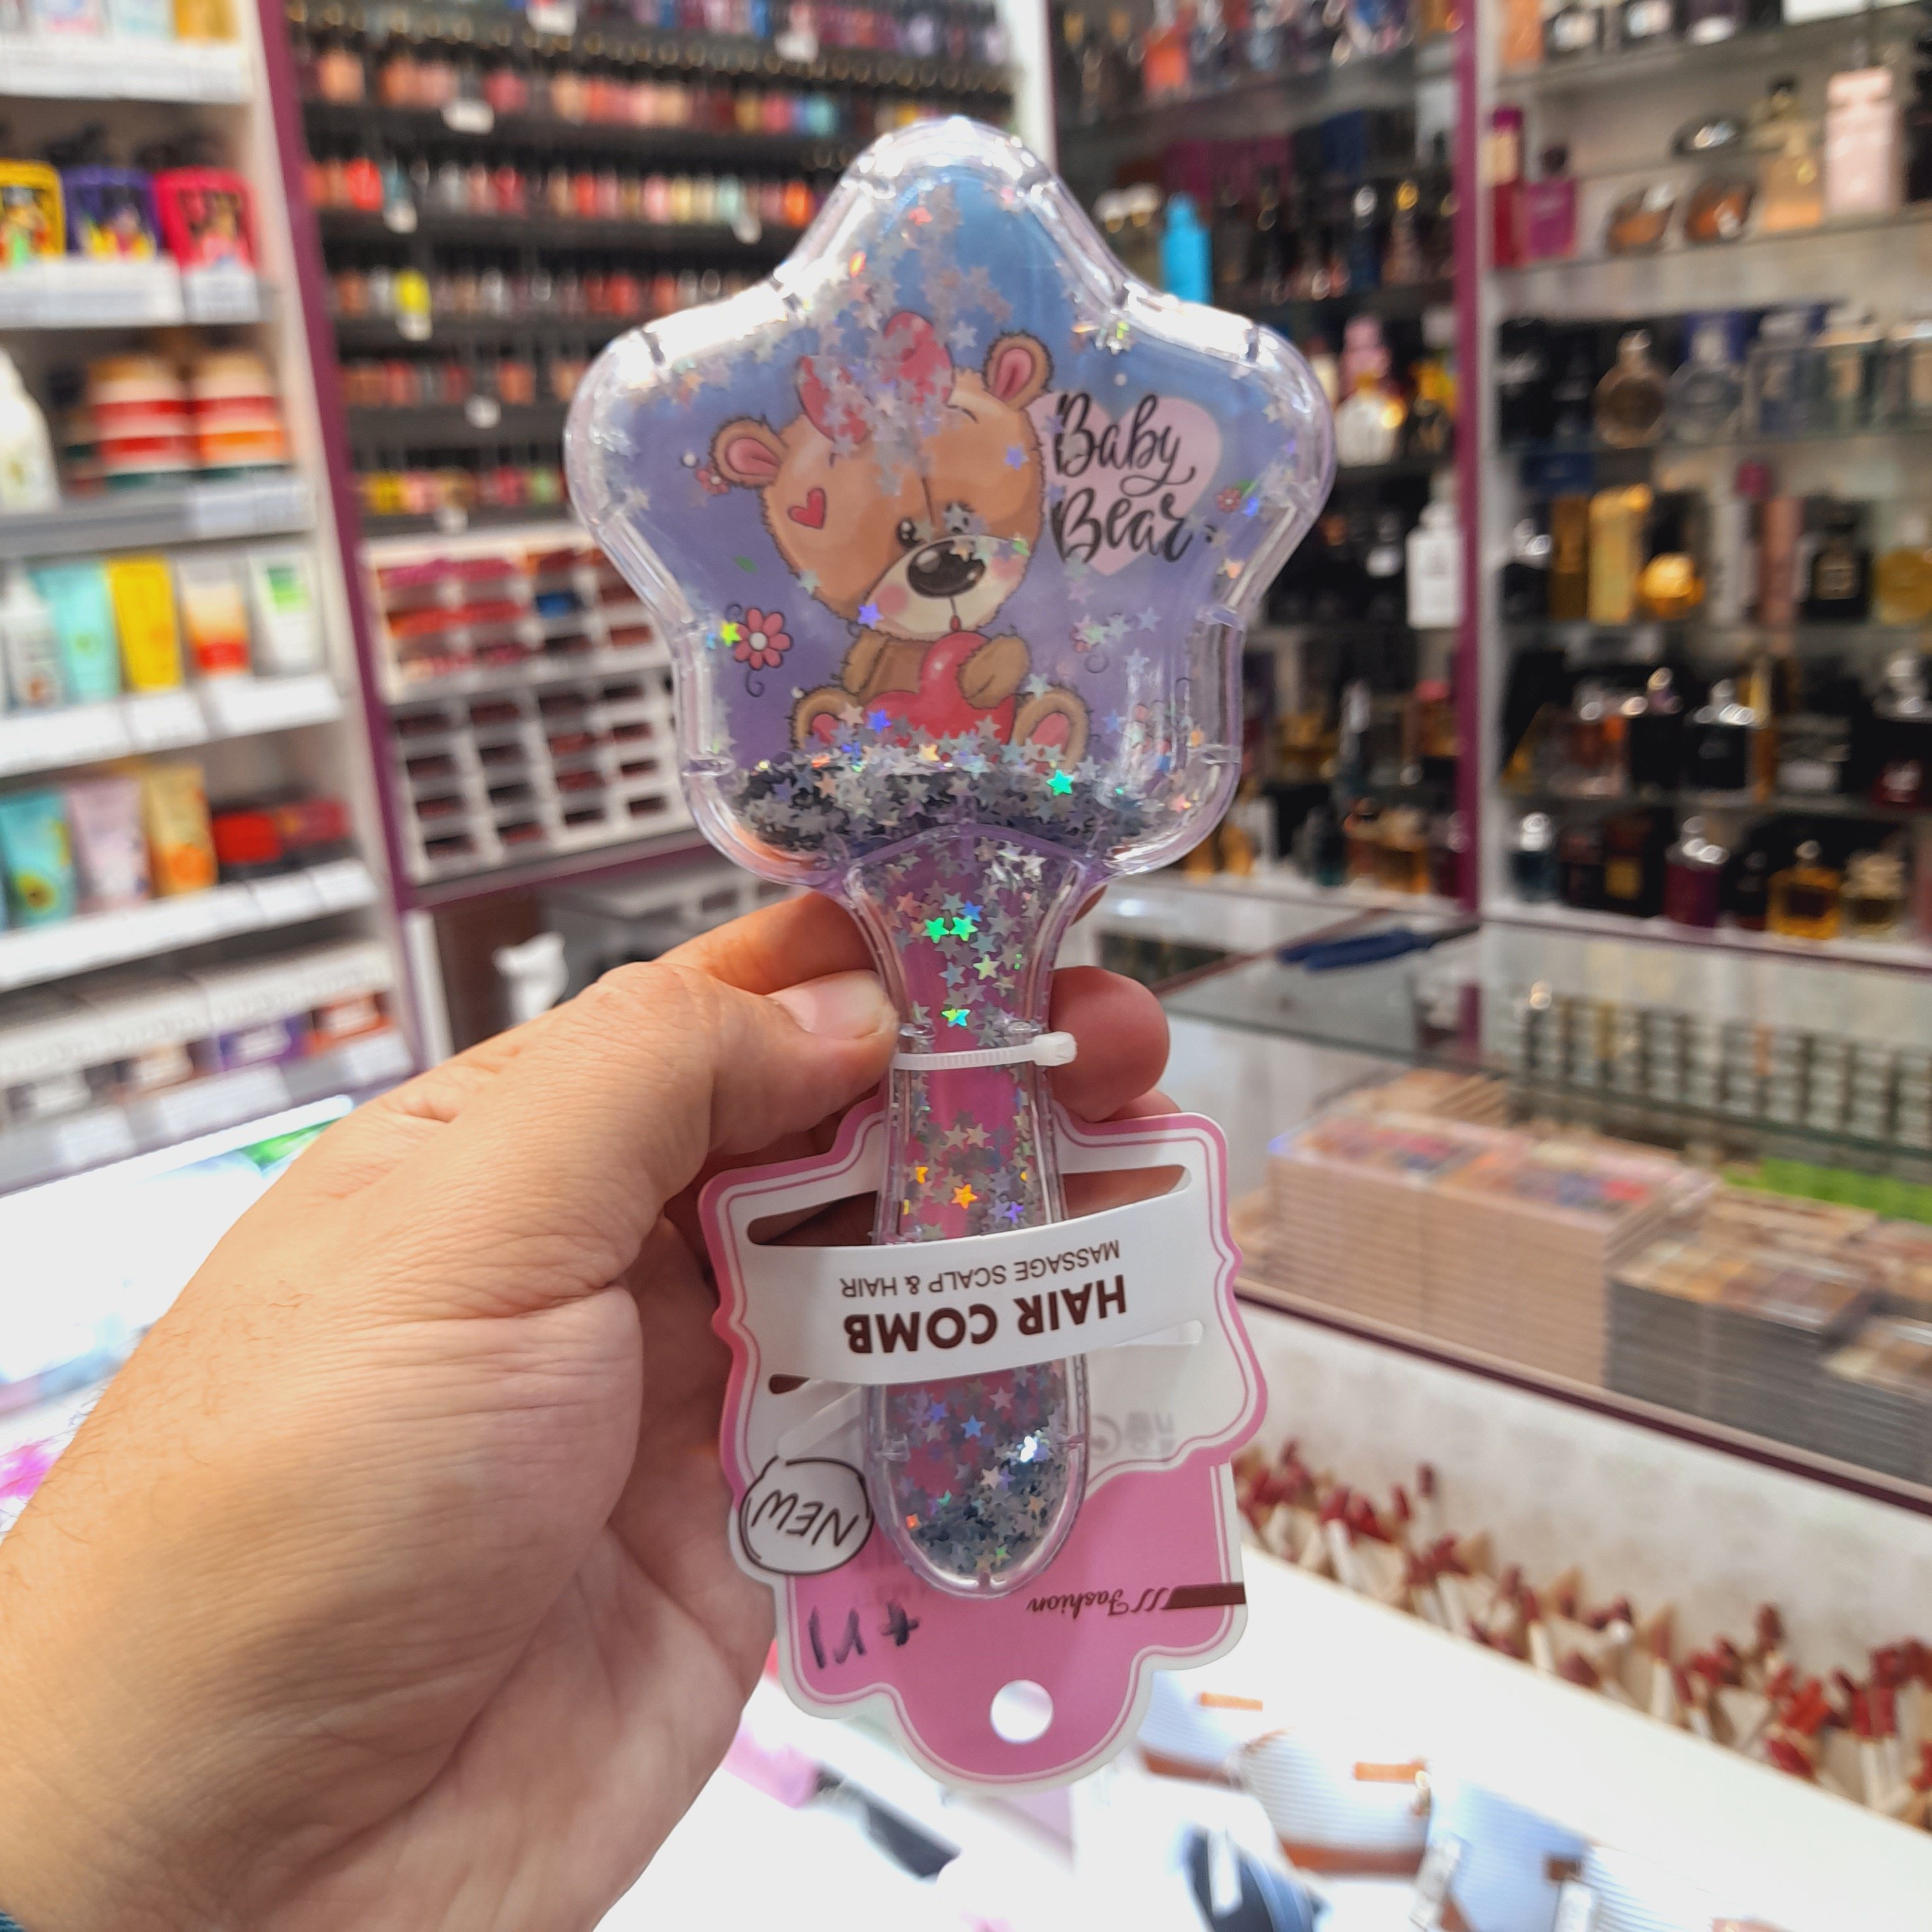 Baby
Bear
HAIR COMB
MASSAGE SCALP & HAIR
NEW
Fashion